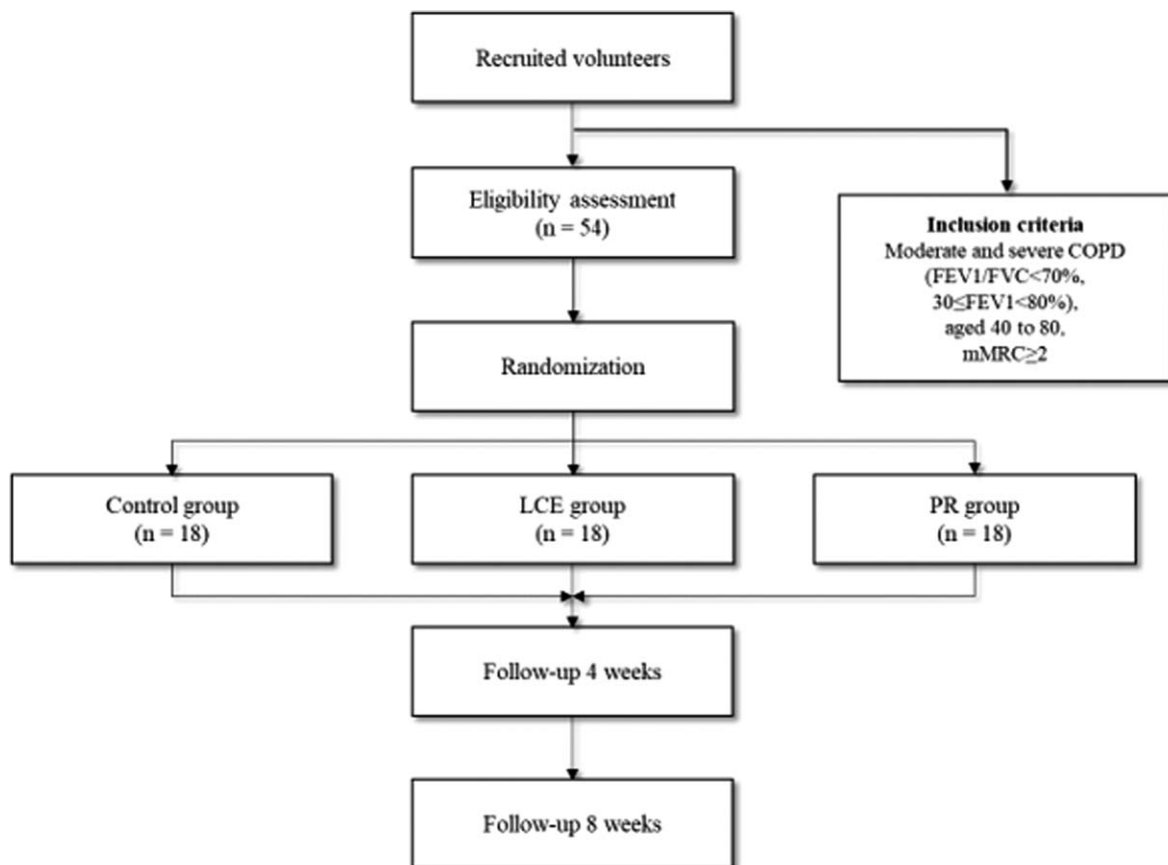 Recruited volunteers
Eligibility assessment
(n = 54)
Inclusion criteria
Moderate and severe COPD
(FEV1/FVC<70%,
30≤FEV1<80%),
aged 40 to 80,
mMRC≥2
Randomization
Control group
(n = 18)
LCE group
(n = 18)
PR group
(n = 18)
Follow-up 4 weeks
Follow-up 8 weeks